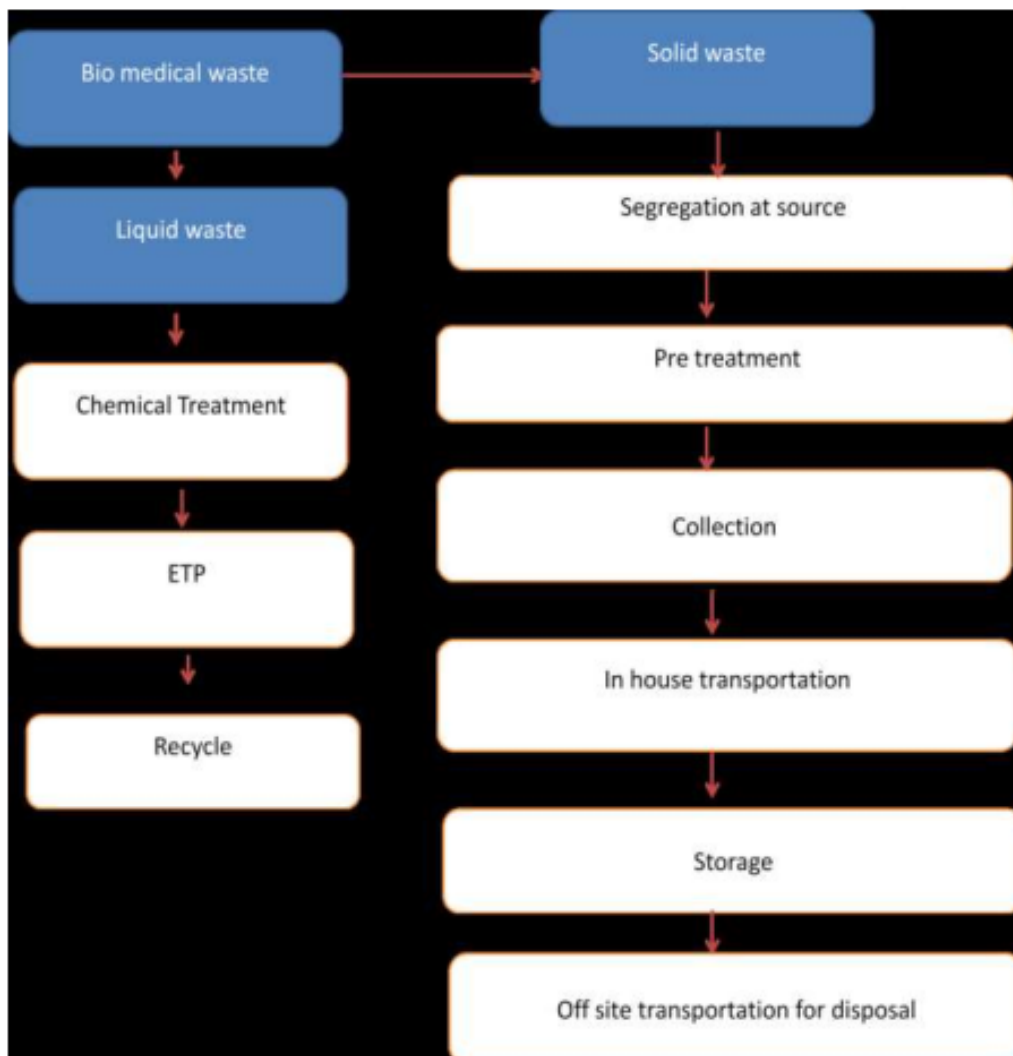 Bio medical waste
Solid waste
Liquid waste
Segregation at source
Chemical Treatment
Pre treatment
ETP
Collection
Recycle
In house transportation
Storage
Off site transportation for disposal